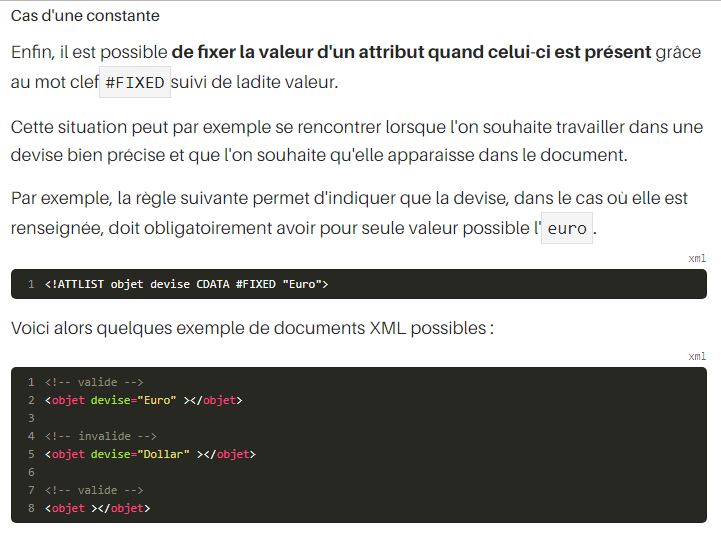 Cas d'une constante
Enfin, il est possible de fixer la valeur d'un attribut quand celui-ci est présent grâce
au mot clef #FIXED suivi de ladite valeur.
Cette situation peut par exemple se rencontrer lorsque l'on souhaite travailler dans une
devise bien précise et que l'on souhaite qu'elle apparaisse dans le document.
Par exemple, la règle suivante permet d'indiquer que la devise, dans le cas où elle est
renseignée, doit obligatoirement avoir pour seule valeur possible l'euro.
xml
1 <!ATTLIST objet devise CDATA #FIXED "Euro">
Voici alors quelques exemple de documents XML possibles :
xml
1 <!-- valide -->
2 <objet devise="Euro" ></objet>
3
4 <!-- invalide -->
5 <objet devise="Dollar" ></objet>
6
7 <!-- valide -->
8 <objet ></objet>